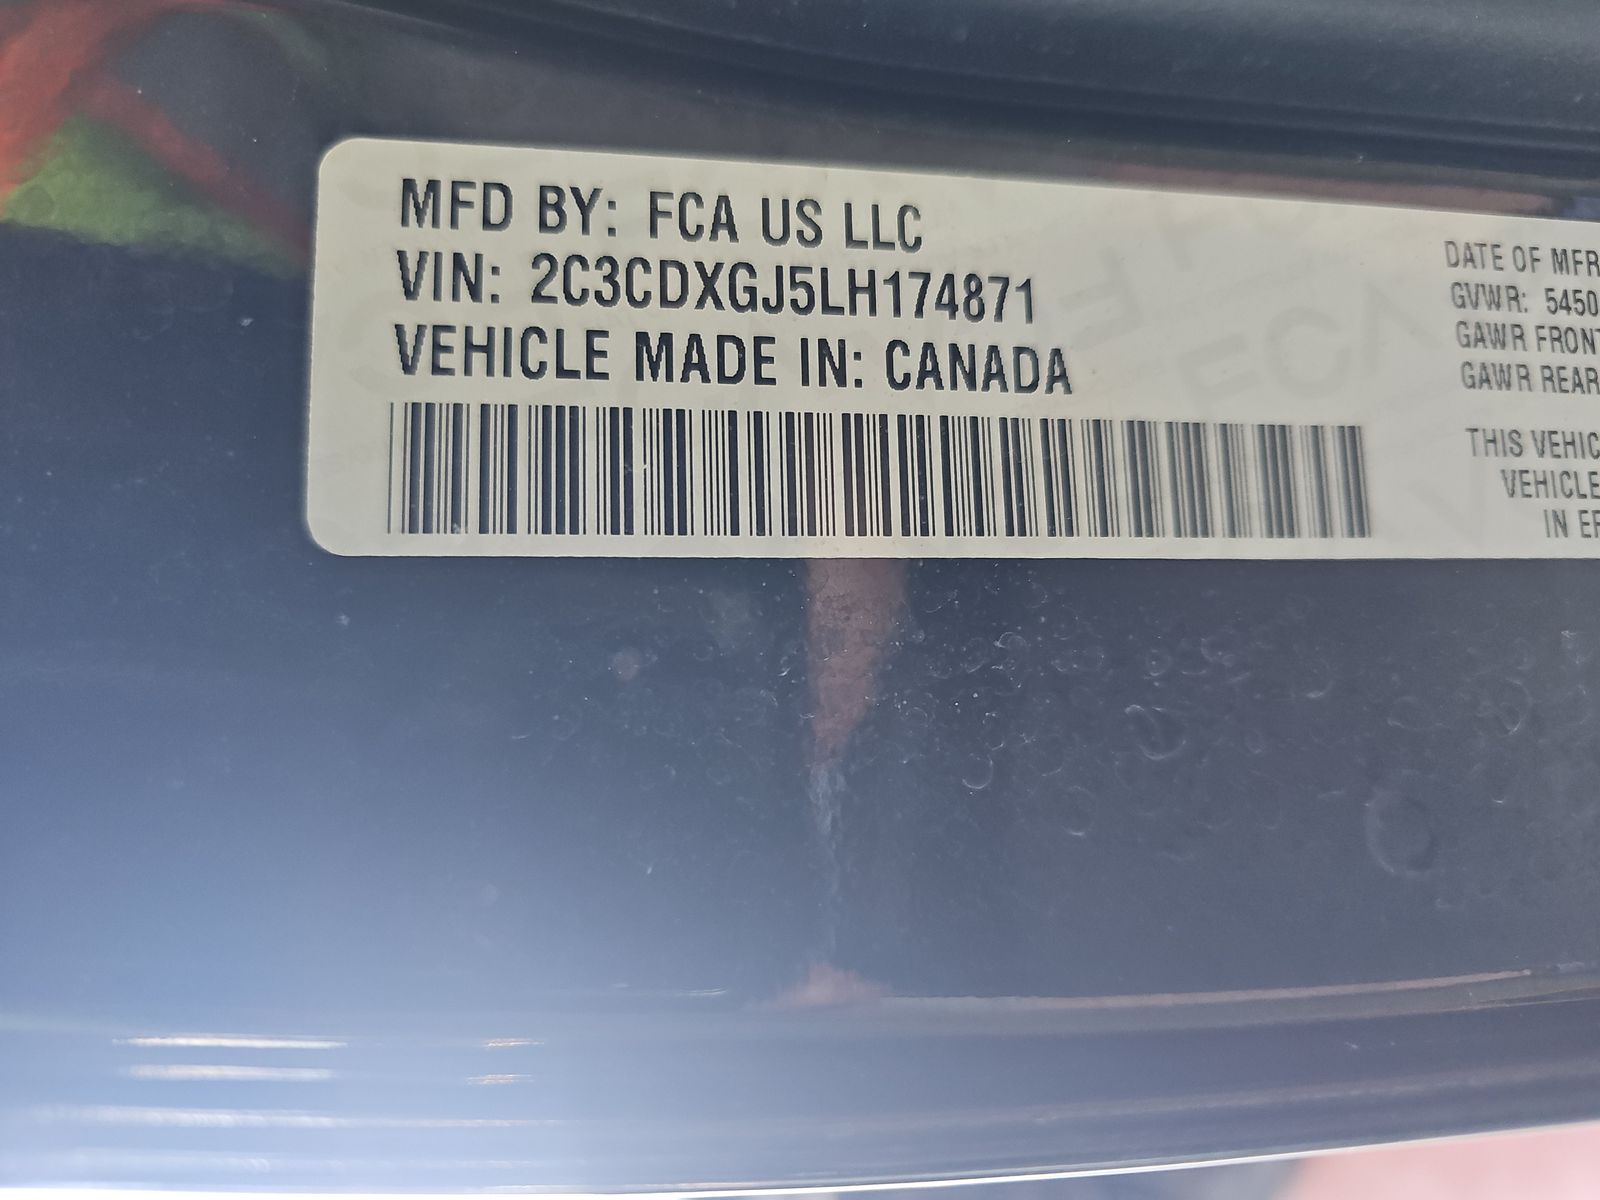 MFD BY: FCA US LLC
VIN: 2C3CDXGJ5LH174871
VEHICLE MADE IN: CANADA
DATE OF MFR
GVWR: 5450
GAWR FRONT
GAWR REAR
THIS VEHIC
VEHICLE
IN